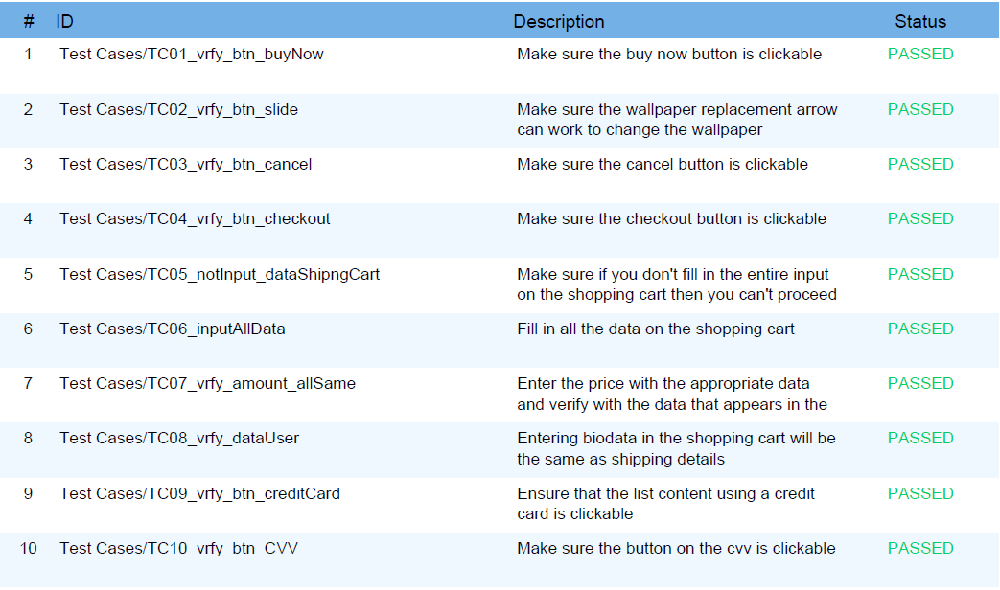 # ID Description Status
1 Test Cases/TC01_vrfy_btn_buyNow Make sure the buy now button is clickable PASSED
2 Test Cases/TC02_vrfy_btn_slide Make sure the wallpaper replacement arrow PASSED
can work to change the wallpaper
3 Test Cases/TC03_vrfy_btn_cancel Make sure the cancel button is clickable PASSED
4 Test Cases/TC04_vrfy_btn_checkout Make sure the checkout button is clickable PASSED
5 Test Cases/TC05_notInput_dataShipngCart Make sure if you don't fill in the entire input PASSED
on the shopping cart then you can't proceed
6 Test Cases/TC06_inputAllData Fill in all the data on the shopping cart PASSED
7 Test Cases/TC07_vrfy_amount_allSame Enter the price with the appropriate data PASSED
and verify with the data that appears in the
8 Test Cases/TC08_vrfy_dataUser Entering biodata in the shopping cart will be PASSED
the same as shipping details
9 Test Cases/TC09_vrfy_btn_creditCard Ensure that the list content using a credit PASSED
card is clickable
10 Test Cases/TC10_vrfy_btn_CVV Make sure the button on the cvv is clickable PASSED